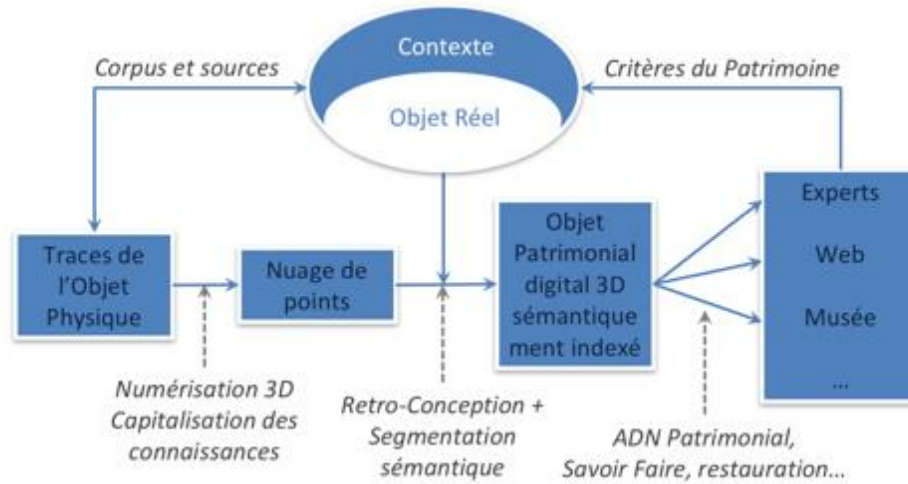 Contexte
Corpus et sources
Critères du Patrimoine
Objet Réel
Traces de
l'Objet
Physique
Nuage de
points
Objet
Patrimonial
digital 3D
sémantique
ment indexé
Experts
Web
Musée
...
Numérisation 3D
Capitalisation des
connaissances
Retro-Conception +
Segmentation
sémantique
ADN Patrimonial,
Savoir Faire, restauration...